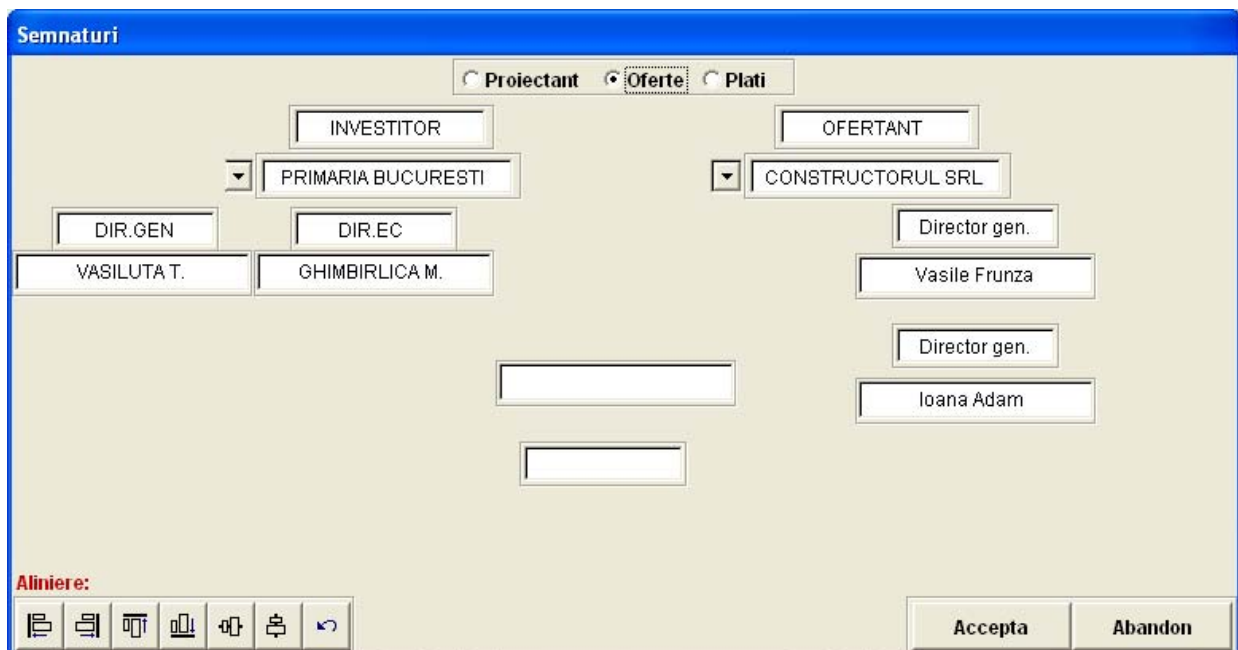 Semnaturi
Proiectant Oferte Plati
INVESTITOR
OFERTANT
PRIMARIA BUCURESTI
CONSTRUCTORUL SRL
DIR.GEN
DIR.EC
Director gen.
VASILUTA T.
GHIMBIRLICA M.
Vasile Frunza
Director gen.
Ioana Adam
Aliniere:
Accepta
Abandon